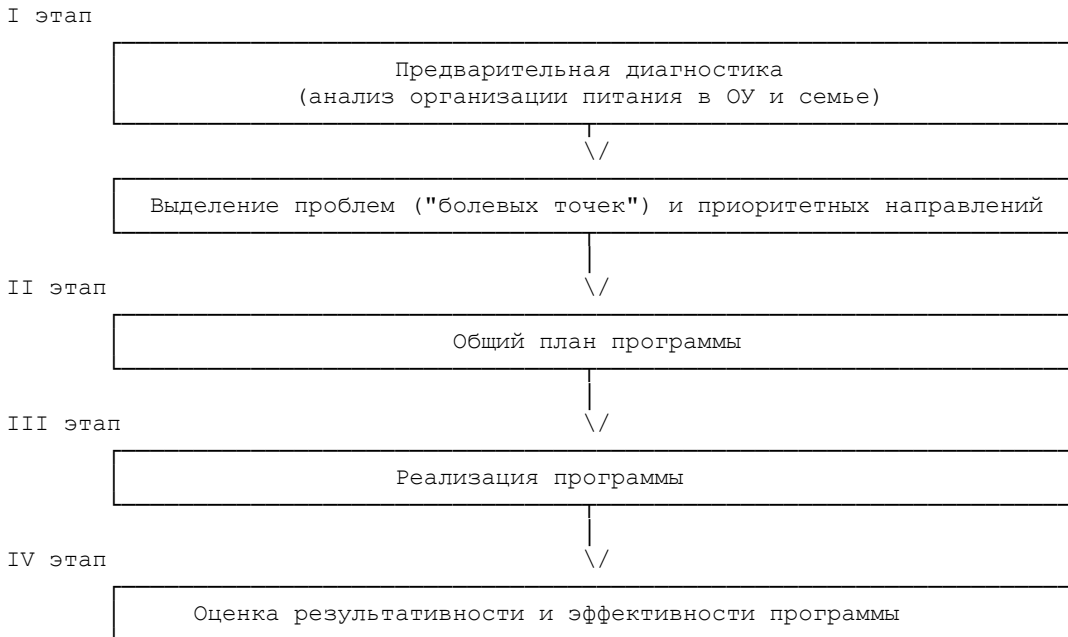 I этап
Предварительная диагностика
(анализ организации питания в ОУ и семье)
\/
Выделение проблем ("болевых точек") и приоритетных направлений
II этап \/
Общий план программы
III этап \/
Реализация программы
IV этап \/
Оценка результативности и эффективности программы